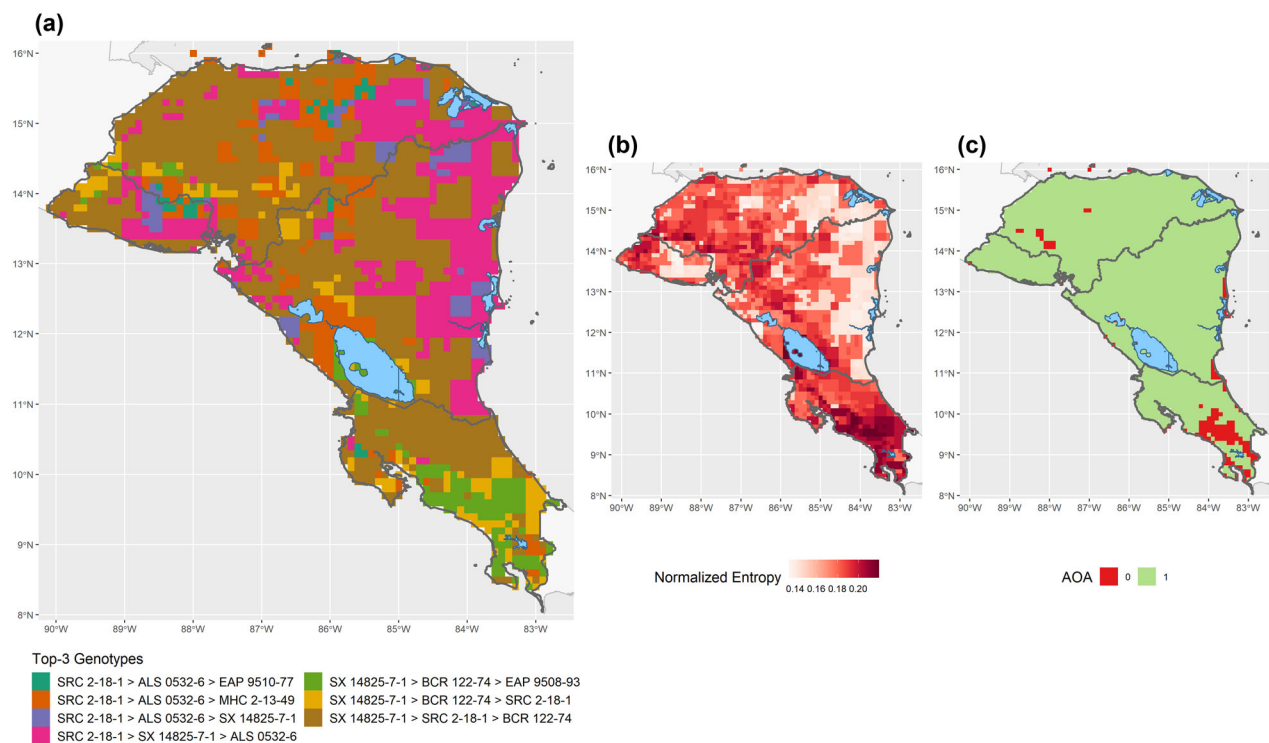 (a)
16°N
15°N
14°N
13°N
12°N
11°N
10°N
9°N
8°N
90°W 89°W 88°W 87°W 86°W 85°W 84°W 83°W
Top-3 Genotypes
SRC 2-18-1 > ALS 0532-6 > EAP 9510-77
SRC 2-18-1 > ALS 0532-6 > MHC 2-13-49
SRC 2-18-1 > ALS 0532-6 > SX 14825-7-1
SRC 2-18-1 > SX 14825-7-1 > ALS 0532-6
SX 14825-7-1 > BCR 122-74 > EAP 9508-93
SX 14825-7-1 > BCR 122-74 > SRC 2-18-1
SX 14825-7-1 > SRC 2-18-1 > BCR 122-74
(b)
16°N
15°N
14°N
13°N
12°N
11°N
10°N
9°N
8°N
90°W 89°W 88°W 87°W 86°W 85°W 84°W 83°W
Normalized Entropy
0.14 0.16 0.18 0.20
(c)
16°N
15°N
14°N
13°N
12°N
11°N
10°N
9°N
8°N
90°W 89°W 88°W 87°W 86°W 85°W 84°W 83°W
AOA 0 1